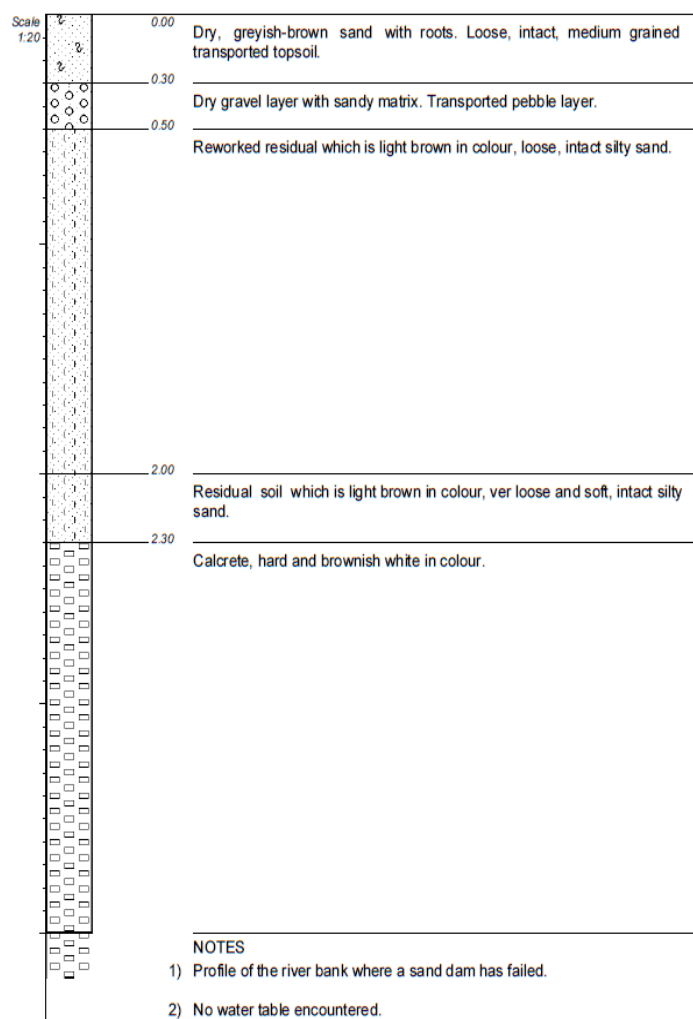 Scale
1:20
0.00
Dry, greyish-brown sand with roots. Loose, intact, medium grained
transported topsoil.
0.30
Dry gravel layer with sandy matrix. Transported pebble layer.
0.50
Reworked residual which is light brown in colour, loose, intact silty sand.
2.00
Residual soil which is light brown in colour, ver loose and soft, intact silty
sand.
2.30
Calcrete, hard and brownish white in colour.
NOTES
1) Profile of the river bank where a sand dam has failed.
2) No water table encountered.